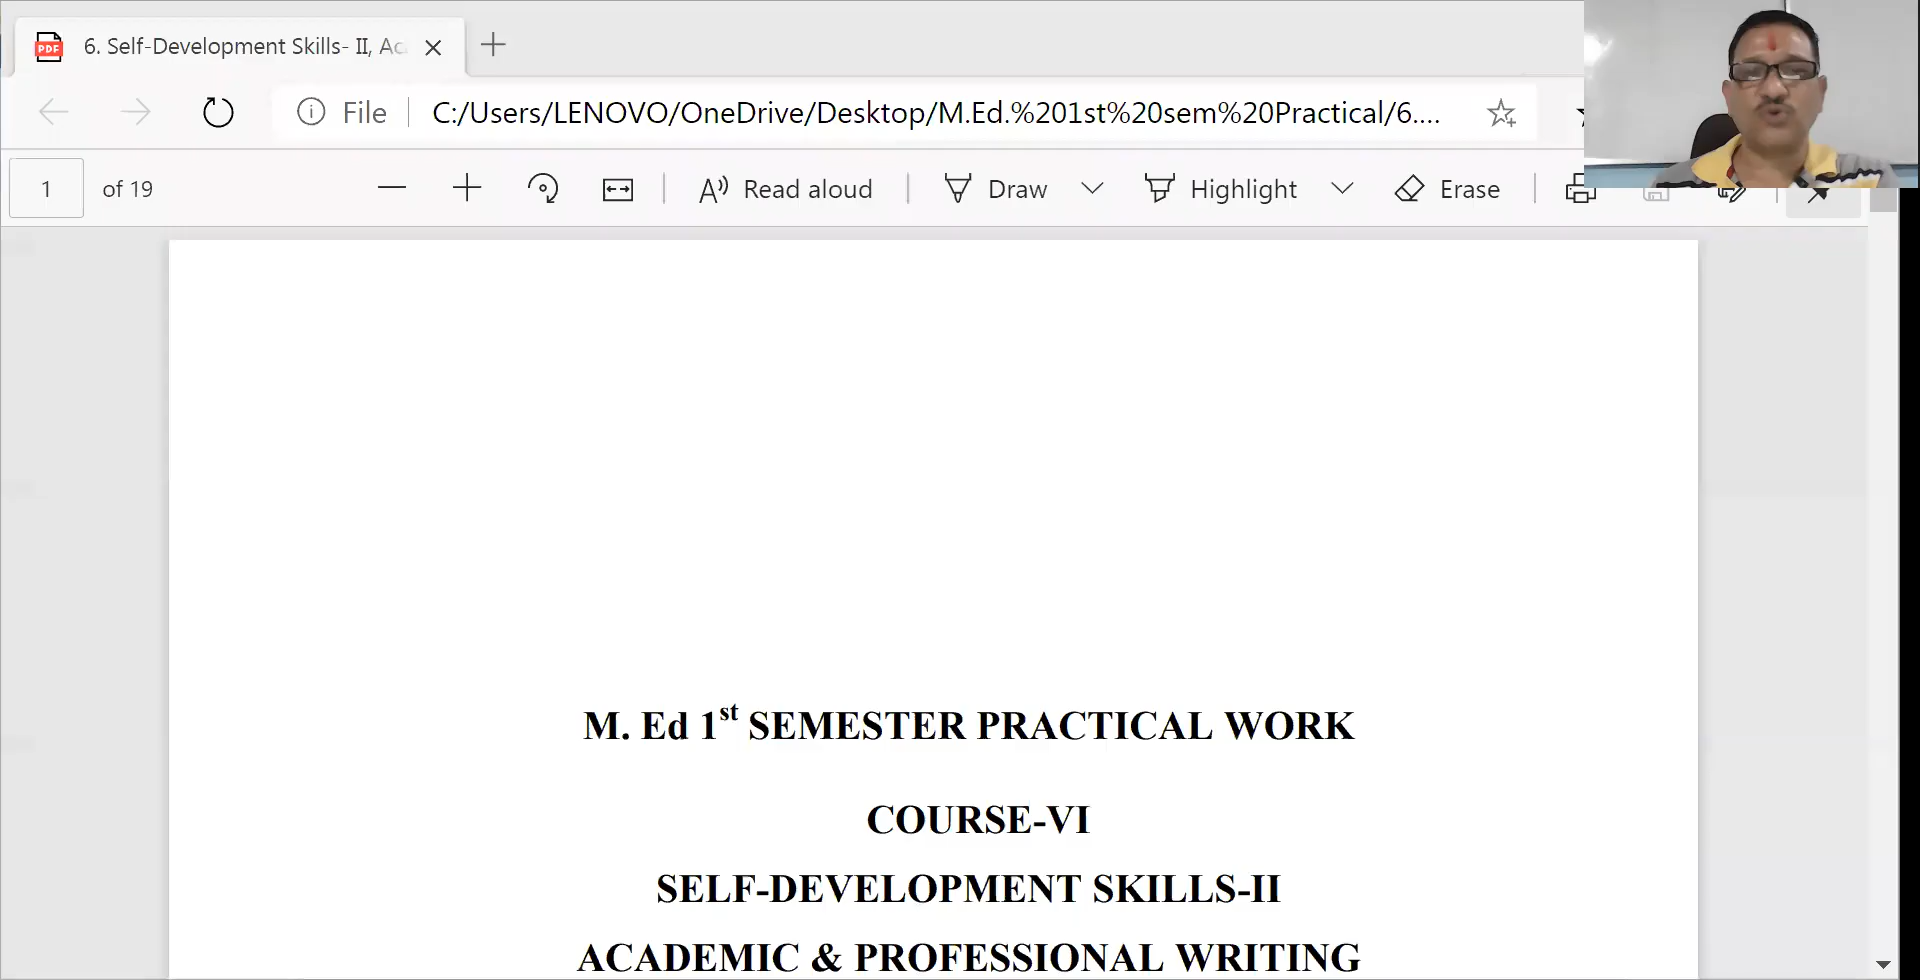 6. Self-Development Skills- II, Ac
File
C:/Users/LENOVO/OneDrive/Desktop/M.Ed.%201st%20sem%20Practical/6....
1 of 19
Read aloud
Draw
Highlight
Erase
M. Ed 1st SEMESTER PRACTICAL WORK
COURSE-VI
SELF-DEVELOPMENT SKILLS-II
ACADEMIC & PROFESSIONAL WRITING